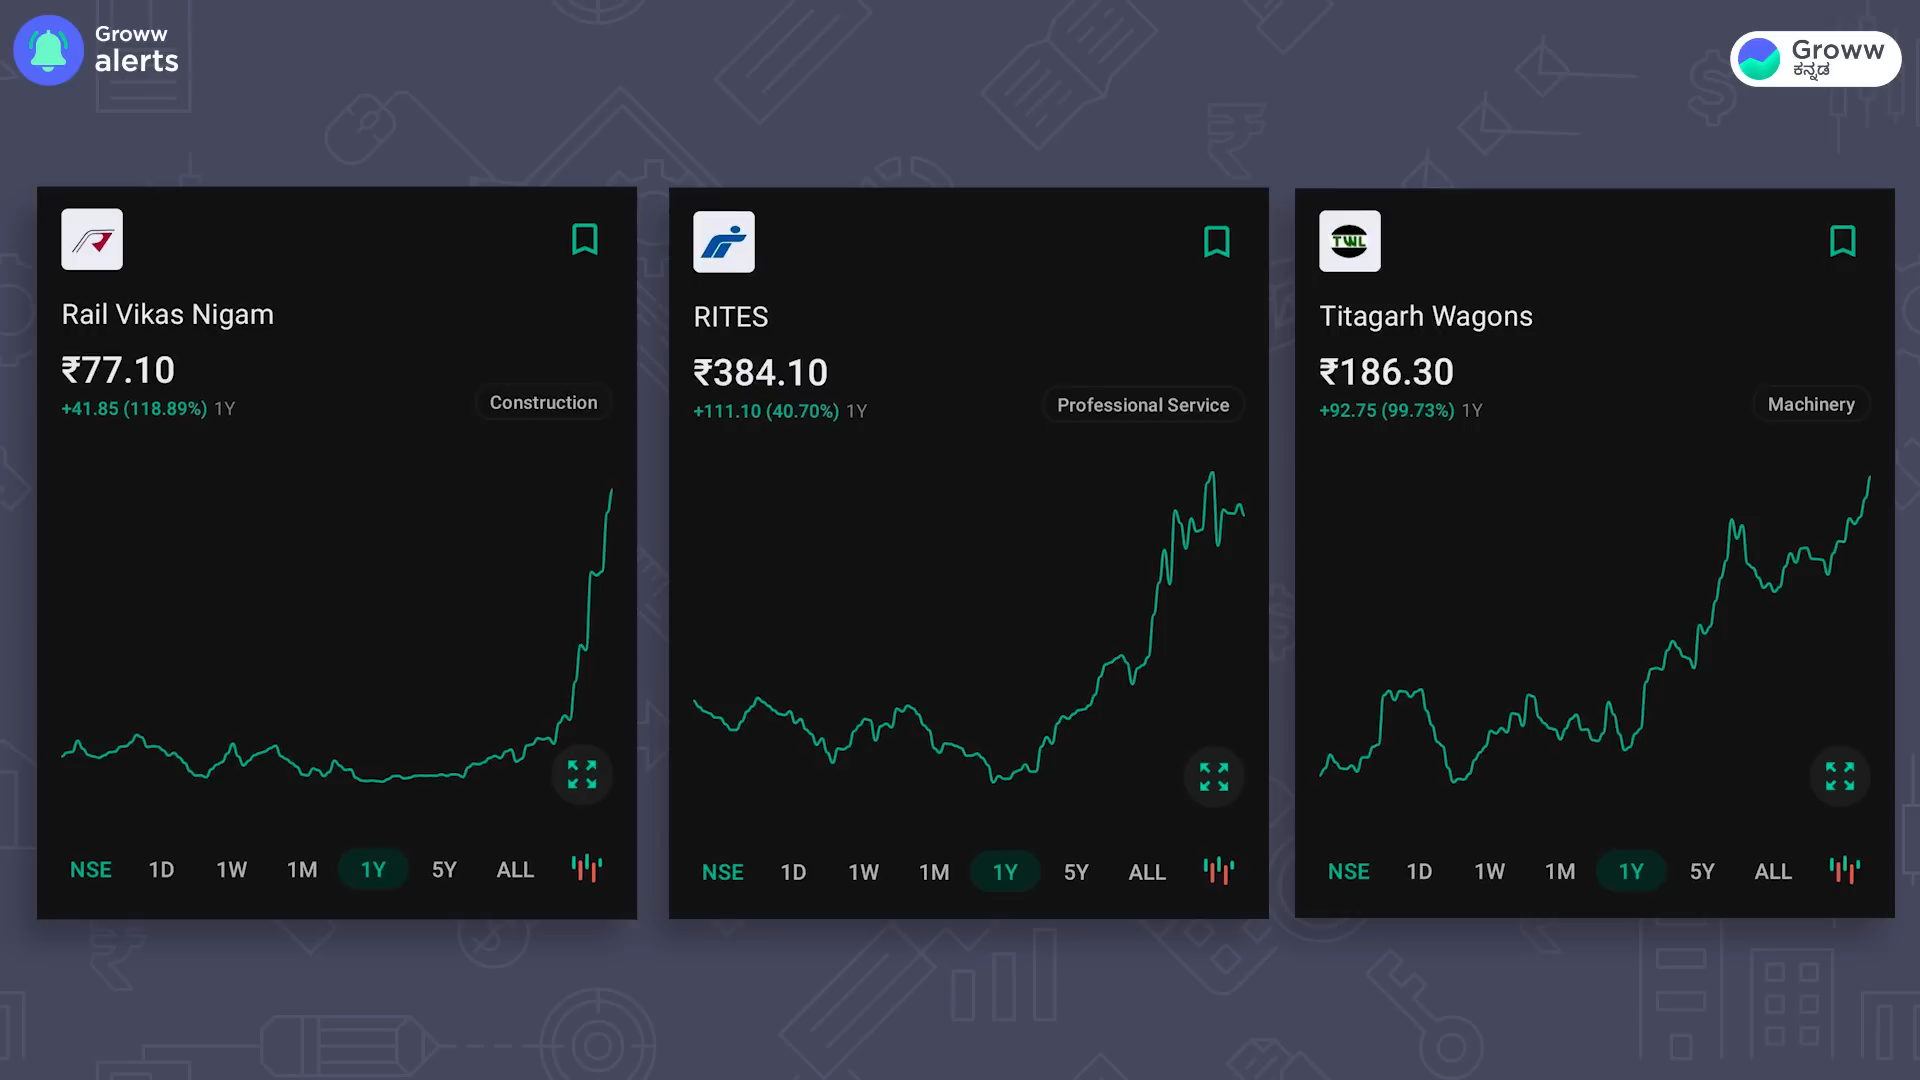 Groww
alerts
Groww
ಕನ್ನಡ
Rail Vikas Nigam
₹77.10
+41.85 (118.89%) 1Y
Construction
NSE 1D 1W 1M 1Y 5Y ALL
RITES
₹384.10
+111.10 (40.70%) 1Y
Professional Service
NSE 1D 1W 1M 1Y 5Y ALL
TWL
Titagarh Wagons
₹186.30
+92.75 (99.73%) 1Y
Machinery
NSE 1D 1W 1M 1Y 5Y ALL